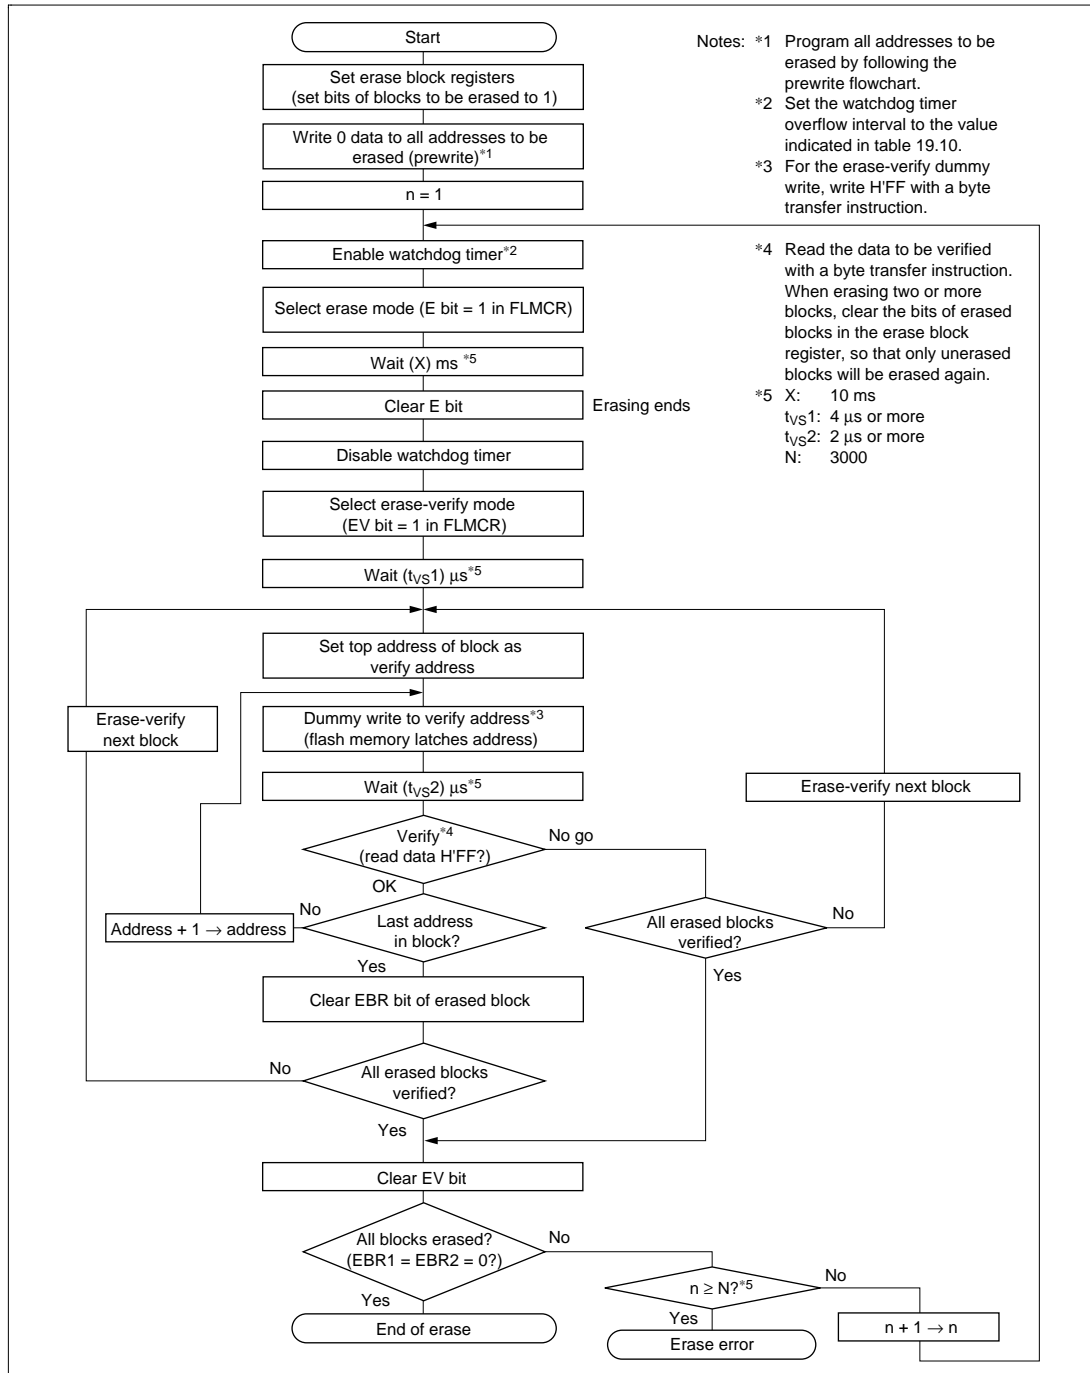 Start
Set erase block registers
(set bits of blocks to be erased to 1)
Write 0 data to all addresses to be
erased (prewrite)*1
n = 1
Enable watchdog timer*2
Select erase mode (E bit = 1 in FLMCR)
Wait (X) ms *5
Clear E bit
Erasing ends
Disable watchdog timer
Select erase-verify mode
(EV bit = 1 in FLMCR)
Wait (tVS1) μs*5
Set top address of block as
verify address
Erase-verify
next block
Dummy write to verify address*3
(flash memory latches address)
Wait (tVS2) μs*5
Erase-verify next block
Verify*4
(read data H'FF?)
No go
OK
No
Address + 1 → address
Last address
in block?
All erased blocks
verified?
No
Yes
Yes
Clear EBR bit of erased block
No
All erased blocks
verified?
Yes
Clear EV bit
All blocks erased?
(EBR1 = EBR2 = 0?)
No
n ≥ N?*5
No
Yes
Yes
End of erase
Erase error
n + 1 → n
Notes: *1 Program all addresses to be
erased by following the
prewrite flowchart.
*2 Set the watchdog timer
overflow interval to the value
indicated in table 19.10.
*3 For the erase-verify dummy
write, write H'FF with a byte
transfer instruction.
*4 Read the data to be verified
with a byte transfer instruction.
When erasing two or more
blocks, clear the bits of erased
blocks in the erase block
register, so that only unerased
blocks will be erased again.
*5 X: 10 ms
tVS1: 4 μs or more
tVS2: 2 μs or more
N: 3000